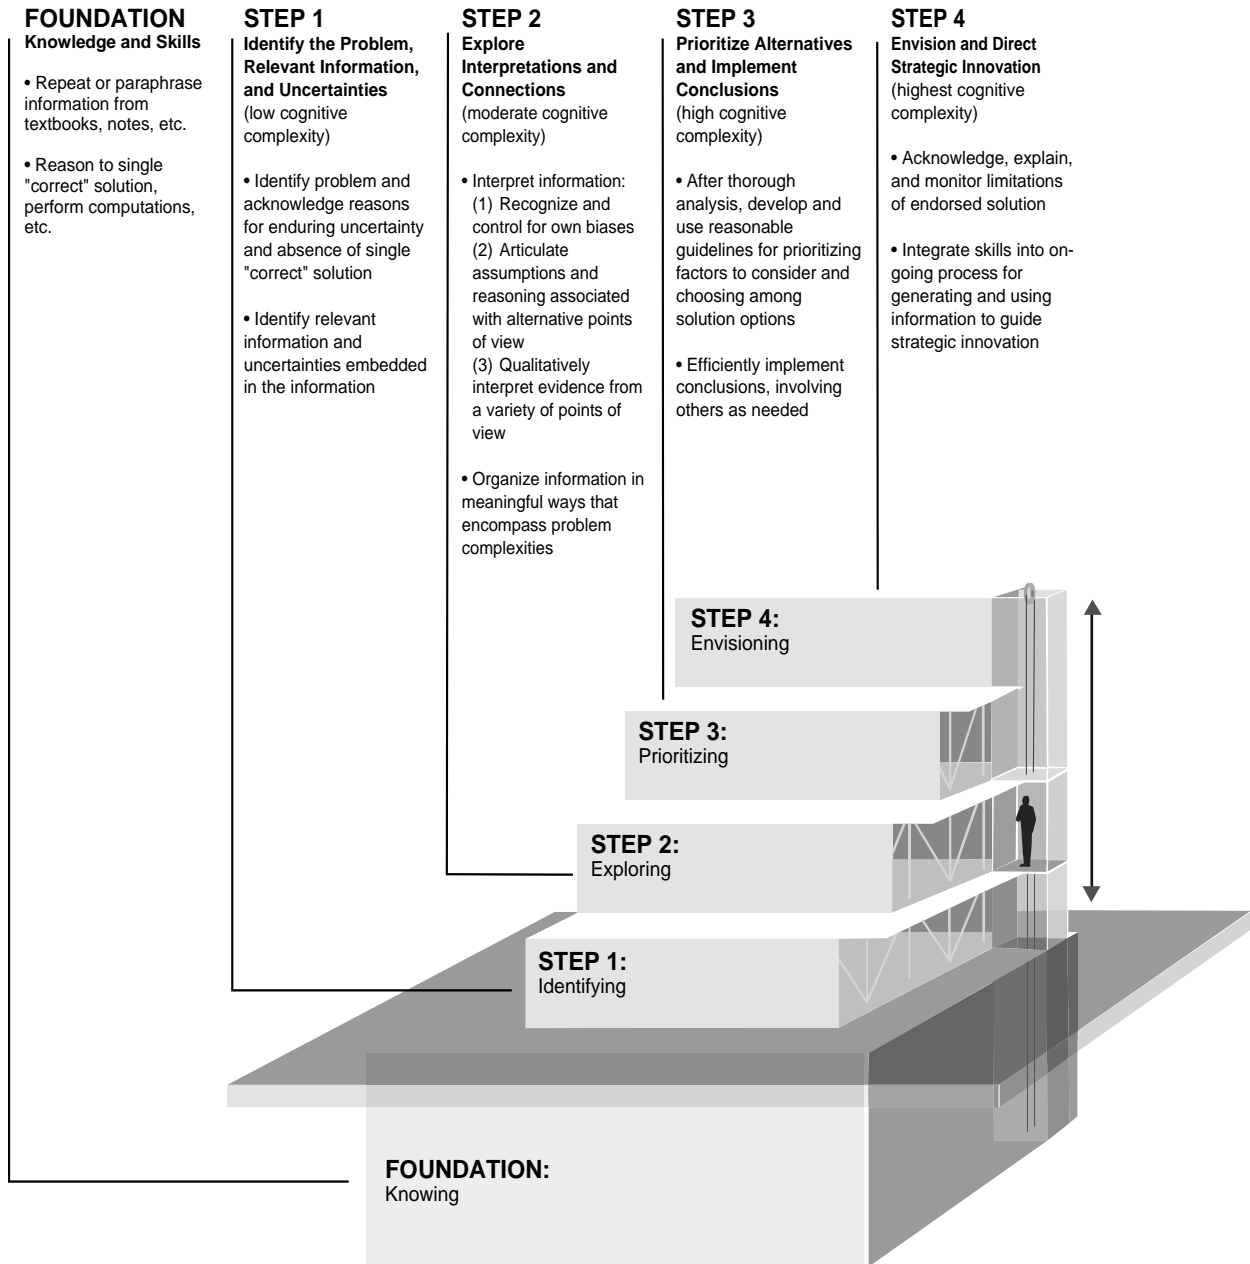 FOUNDATION
Knowledge and Skills
• Repeat or paraphrase
information from
textbooks, notes, etc.
• Reason to single
"correct" solution,
perform computations,
etc.
STEP 1
Identify the Problem,
Relevant Information,
and Uncertainties
(low cognitive
complexity)
• Identify problem and
acknowledge reasons
for enduring uncertainty
and absence of single
"correct" solution
• Identify relevant
information and
uncertainties embedded
in the information
STEP 2
Explore
Interpretations and
Connections
(moderate cognitive
complexity)
• Interpret information:
(1) Recognize and
control for own biases
(2) Articulate
assumptions and
reasoning associated
with alternative points
of view
(3) Qualitatively
interpret evidence from
a variety of points of
view
• Organize information in
meaningful ways that
encompass problem
complexities
STEP 3
Prioritize Alternatives
and Implement
Conclusions
(high cognitive
complexity)
• After thorough
analysis, develop and
use reasonable
guidelines for prioritizing
factors to consider and
choosing among
solution options
• Efficiently implement
conclusions, involving
others as needed
STEP 4
Envision and Direct
Strategic Innovation
(highest cognitive
complexity)
• Acknowledge, explain,
and monitor limitations
of endorsed solution
• Integrate skills into on-
going process for
generating and using
information to guide
strategic innovation
STEP 4:
Envisioning
STEP 3:
Prioritizing
STEP 2:
Exploring
STEP 1:
Identifying
FOUNDATION:
Knowing